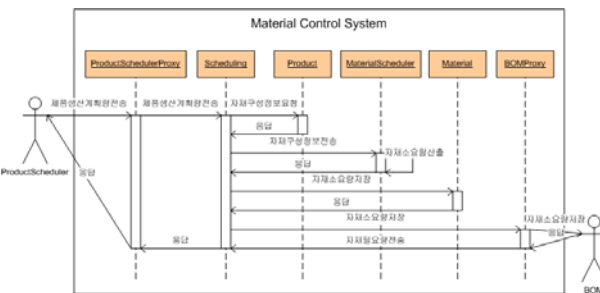 Material Control System
ProductSchedulerProxy
Scheduling
Product
MaterialScheduler
Material
BOMProxy
제품생산계획량전송
제품생산계획량전송
자재구성정보요청
응답
자재구성정보전송
자재소요량산출
응답
자재소요량저장
응답
자재소요량저장
자재소요량저장
응답
응답
자재필요량전송
응답
ProductScheduler
BOM